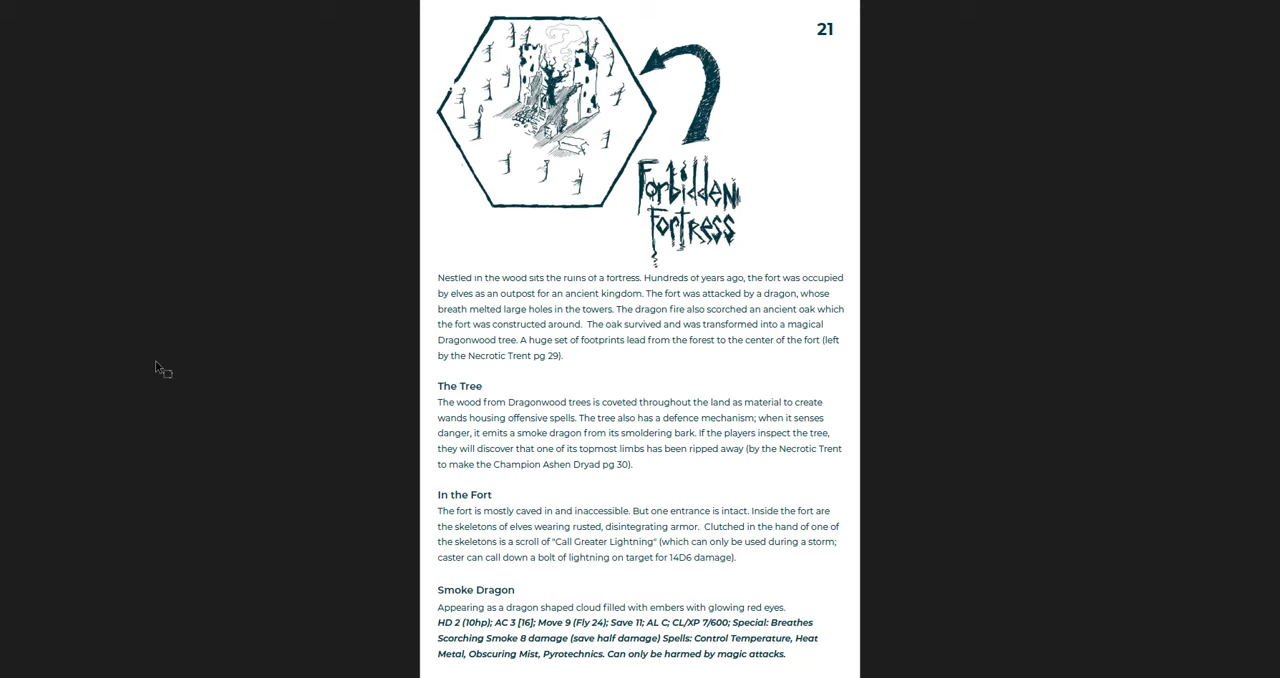 21
Forbidden
Fortress
Nestled in the wood sits the ruins of a fortress. Hundreds of years ago, the fort was occupied
by elves as an outpost for an ancient kingdom. The fort was attacked by a dragon, whose
breath melted large holes in the towers. The dragon fire also scorched an ancient oak which
the fort was constructed around.  The oak survived and was transformed into a magical
Dragonwood tree. A huge set of footprints lead from the forest to the center of the fort (left
by the Necrotic Trent pg 29).
The Tree
The wood from Dragonwood trees is coveted throughout the land as material to create
wands housing offensive spells. The tree also has a defence mechanism; when it senses
danger, it emits a smoke dragon from its smoldering bark. If the players inspect the tree,
they will discover that one of its topmost limbs has been ripped away (by the Necrotic Trent
to make the Champion Ashen Dryad pg 30).
In the Fort
The fort is mostly caved in and inaccessible. But one entrance is intact. Inside the fort are
the skeletons of elves wearing rusted, disintegrating armor.  Clutched in the hand of one of
the skeletons is a scroll of "Call Greater Lightning" (which can only be used during a storm;
caster can call down a bolt of lightning on target for 14D6 damage).
Smoke Dragon
Appearing as a dragon shaped cloud filled with embers with glowing red eyes.
HD 2 (10hp); AC 3 [16]; Move 9 (Fly 24); Save 11; AL C; CL/XP 7/600; Special: Breathes
Scorching Smoke 8 damage (save half damage) Spells: Control Temperature, Heat
Metal, Obscuring Mist, Pyrotechnics. Can only be harmed by magic attacks.